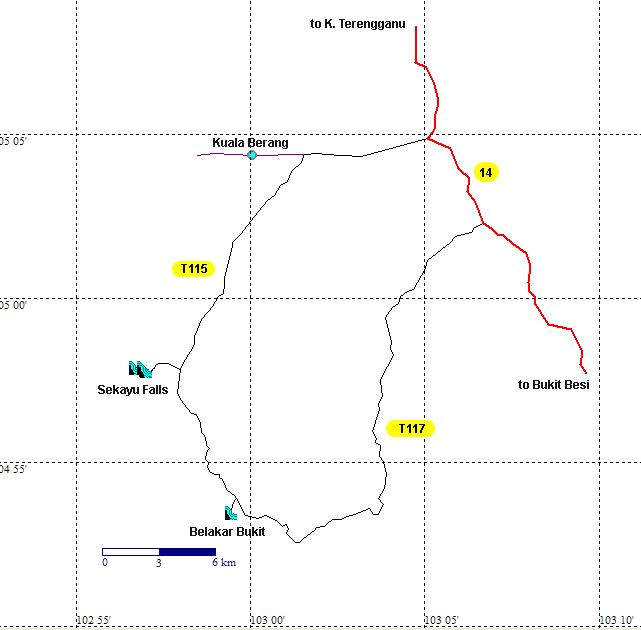 to K. Terengganu
05 05'
Kuala Berang
14
T115
05 00'
Sekayu Falls
to Bukit Besi
T117
04 55'
Belakar Bukit
0 3 6 km
102 55' 103 00' 103 05' 103 10'